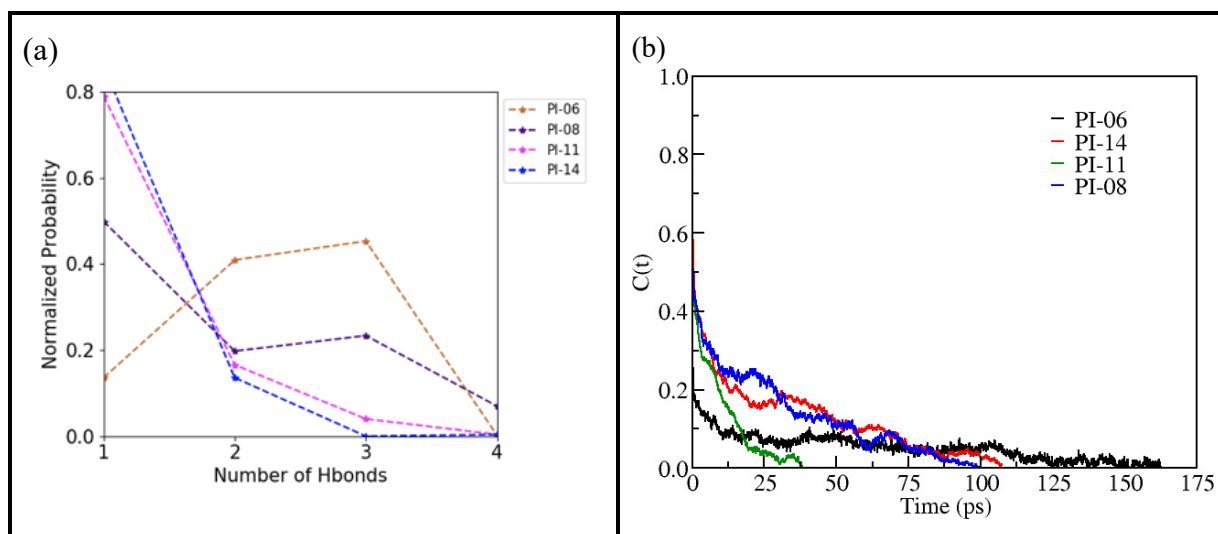 (a)
0.8
0.6
0.4
0.2
0.0
Normalized Probability
1 2 3 4
Number of Hbonds
PI-06
PI-08
PI-11
PI-14
(b)
1.0
0.8
0.6
0.4
0.2
0.0
C(t)
0 25 50 75 100 125 150 175
Time (ps)
PI-06
PI-14
PI-11
PI-08